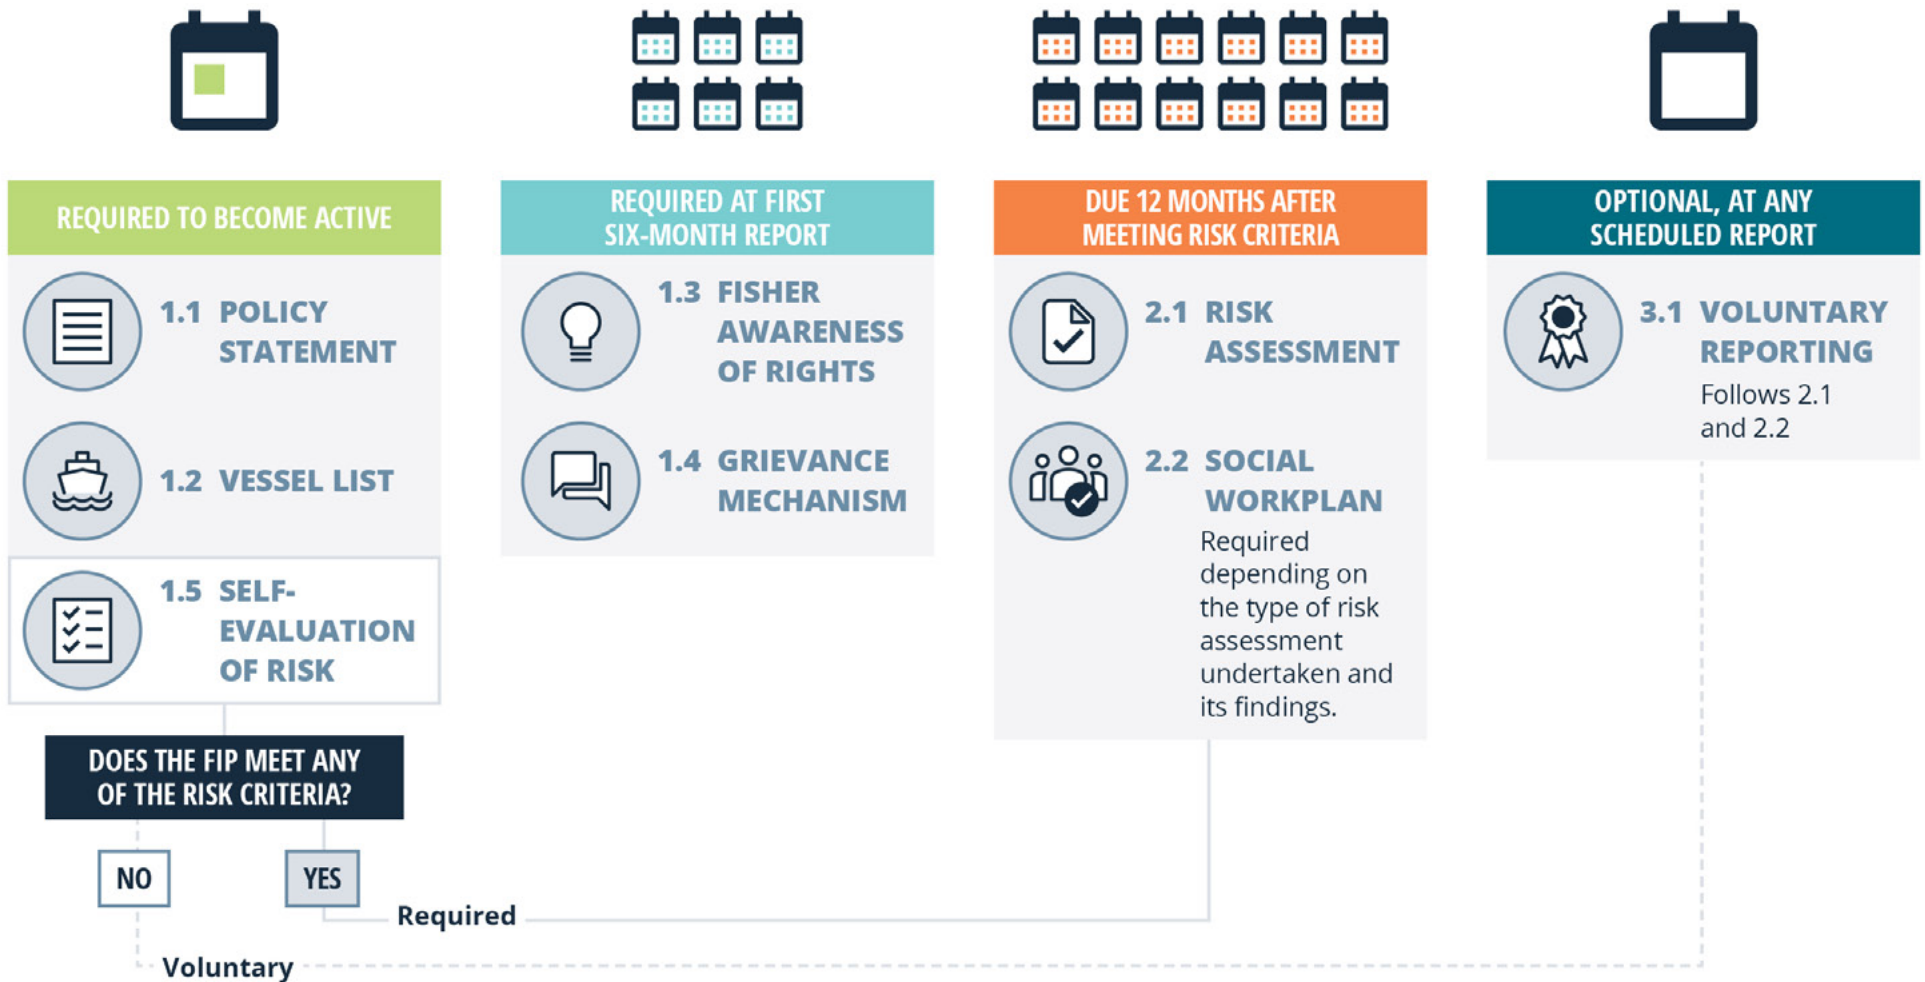 REQUIRED TO BECOME ACTIVE
1.1 POLICY
STATEMENT
1.2 VESSEL LIST
1.5 SELF-
EVALUATION
OF RISK
DOES THE FIP MEET ANY
OF THE RISK CRITERIA?
NO
YES
Required
Voluntary
REQUIRED AT FIRST
SIX-MONTH REPORT
1.3 FISHER
AWARENESS
OF RIGHTS
1.4 GRIEVANCE
MECHANISM
DUE 12 MONTHS AFTER
MEETING RISK CRITERIA
2.1 RISK
ASSESSMENT
2.2 SOCIAL
WORKPLAN
Required
depending on
the type of risk
assessment
undertaken and
its findings.
OPTIONAL, AT ANY
SCHEDULED REPORT
3.1 VOLUNTARY
REPORTING
Follows 2.1
and 2.2